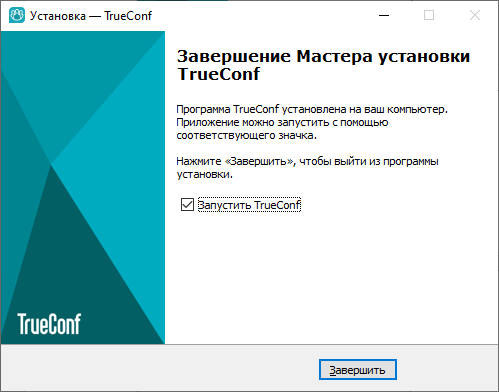 Установка — TrueConf
Завершение Мастера установки
TrueConf
Программа TrueConf установлена на ваш компьютер.
Приложение можно запустить с помощью
соответствующего значка.
Нажмите «Завершить», чтобы выйти из программы
установки.
Запустить TrueConf
TrueConf
Завершить